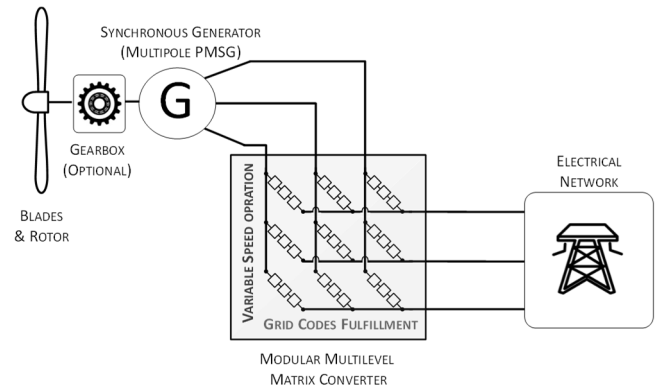 SYNCHRONOUS GENERATOR
(MULTIPOLE PMSG)
G
GEARBOX
(OPTIONAL)
BLADES
& ROTOR
VARIABLE SPEED OPRATION
GRID CODES FULFILLMENT
MODULAR MULTILEVEL
MATRIX CONVERTER
ELECTRICAL
NETWORK